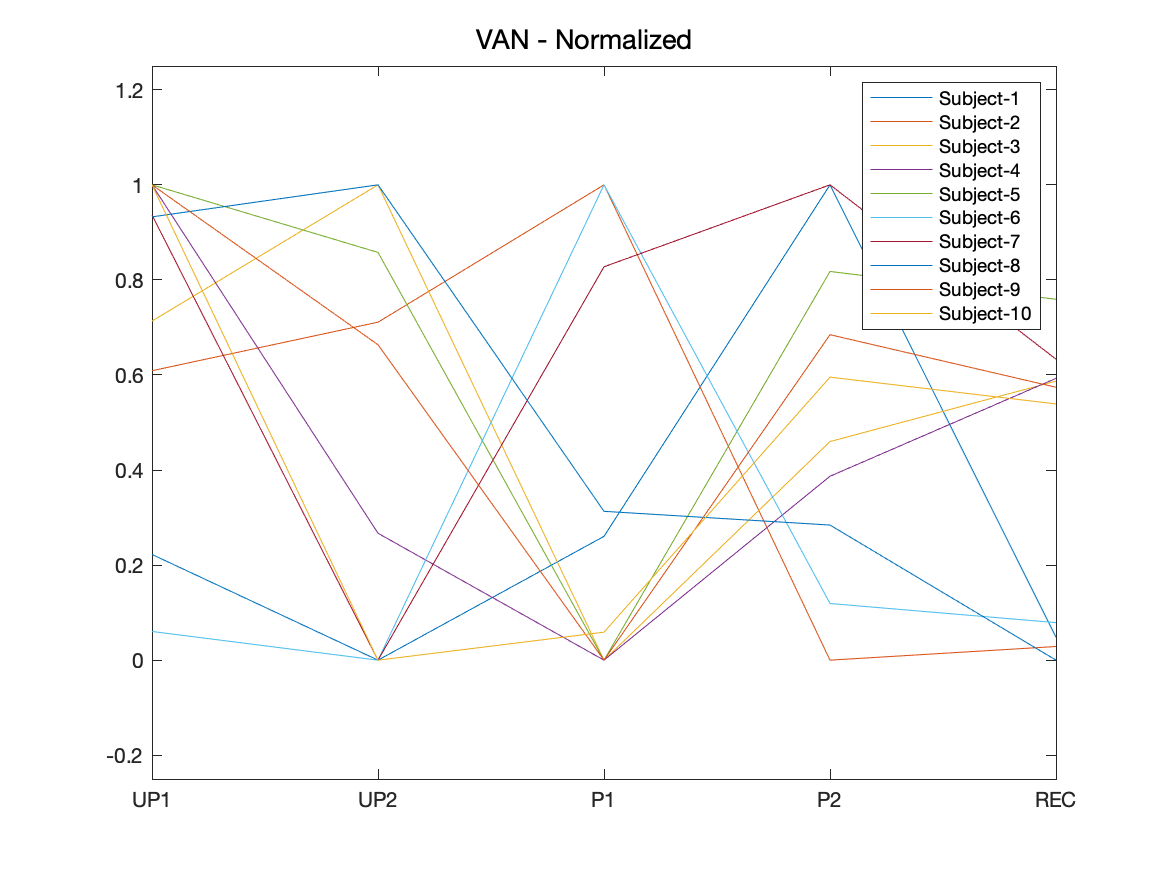 VAN - Normalized
1.2
1
0.8
0.6
0.4
0.2
0
-0.2
UP1
UP2
P1
P2
REC
Subject-1
Subject-2
Subject-3
Subject-4
Subject-5
Subject-6
Subject-7
Subject-8
Subject-9
Subject-10